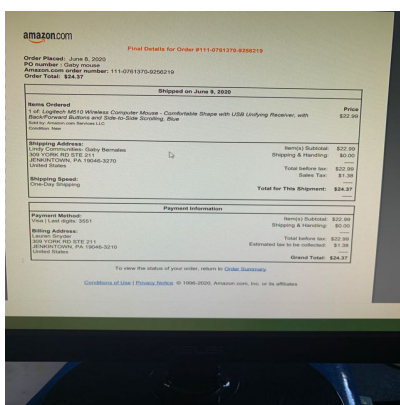 amazon.com
Final Details for Order #111-0761370-9256219
Order Placed: June 8, 2020
PO number : Gaby mouse
Amazon.com order number: 111-0761370-9256219
Order Total: $24.37
Shipped on June 9, 2020
Items Ordered Price
1 of: Logitech M510 Wireless Computer Mouse - Comfortable Shape with USB Unifying Receiver, with $22.99
Back/Forward Buttons and Side-to-Side Scrolling, Blue
Sold by: Amazon.com Services LLC
Condition: New
Shipping Address:
Lindy Communities- Gaby Bernales
309 YORK RD STE 211
JENKINTOWN, PA 19046-3270
United States
Shipping Speed:
One-Day Shipping
Item(s) Subtotal: $22.99
Shipping & Handling: $0.00
-----
Total before tax: $22.99
Sales Tax: $1.38
-----
Total for This Shipment: $24.37
-----
Payment Information
Payment Method:
Visa | Last digits: 3551
Billing Address:
Lauren Snyder
309 YORK RD STE 211
JENKINTOWN, PA 19046-3210
United States
Item(s) Subtotal: $22.99
Shipping & Handling: $0.00
-----
Total before tax: $22.99
Estimated tax to be collected: $1.38
-----
Grand Total: $24.37
To view the status of your order, return to Order Summary.
Conditions of Use | Privacy Notice © 1996-2020, Amazon.com, Inc. or its affiliates